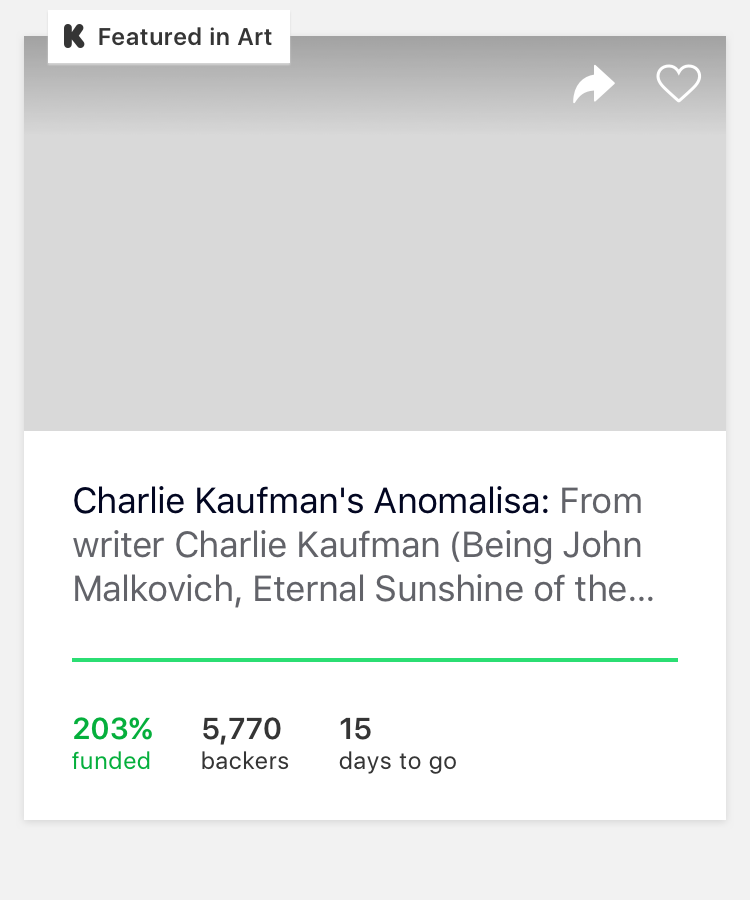 Featured in Art
Charlie Kaufman's Anomalisa: From
writer Charlie Kaufman (Being John
Malkovich, Eternal Sunshine of the...
203% 5,770 15
funded backers days to go